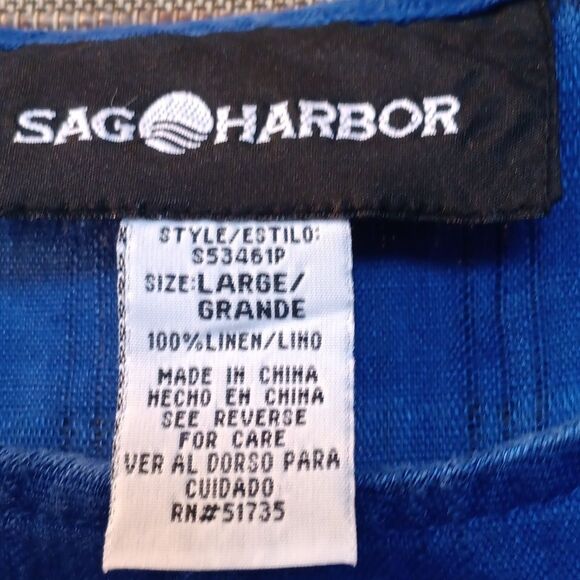 SAG HARBOR
STYLE/ESTILO:
S53461P
SIZE:LARGE/
GRANDE
100%LINEN/LINO
MADE IN CHINA
HECHO EN CHINA
SEE REVERSE
FOR CARE
VER AL DORSO PARA
CUIDADO
RN#51735